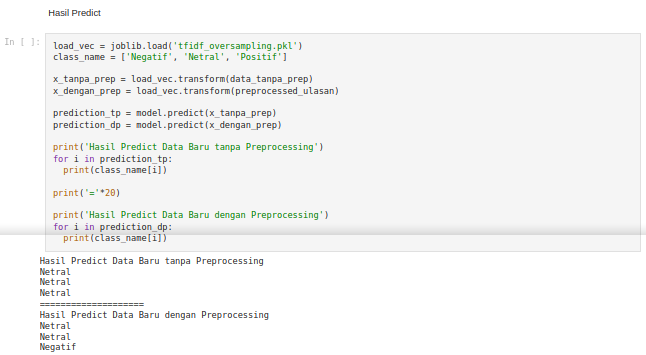 Hasil Predict
In [ ]:
load_vec = joblib.load('tfidf_oversampling.pkl')
class_name = ['Negatif', 'Netral', 'Positif']
x_tanpa_prep = load_vec.transform(data_tanpa_prep)
x_dengan_prep = load_vec.transform(preprocessed_ulasan)
prediction_tp = model.predict(x_tanpa_prep)
prediction_dp = model.predict(x_dengan_prep)
print('Hasil Predict Data Baru tanpa Preprocessing')
for i in prediction_tp:
  print(class_name[i])
print('='*20)
print('Hasil Predict Data Baru dengan Preprocessing')
for i in prediction_dp:
  print(class_name[i])
Hasil Predict Data Baru tanpa Preprocessing
Netral
Netral
Netral
====================
Hasil Predict Data Baru dengan Preprocessing
Netral
Netral
Negatif